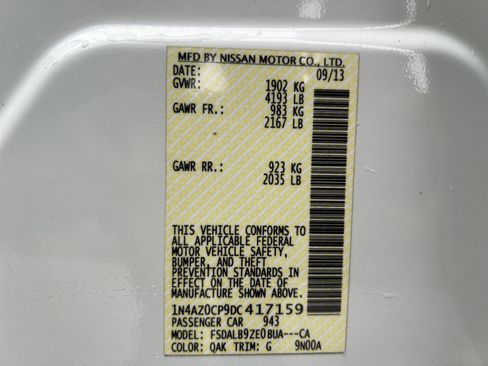 MFD BY NISSAN MOTOR CO., LTD.
DATE: 09/13
GVWR: 1902 KG
4193 LB
GAWR FR.: 983 KG
2167 LB
GAWR RR.: 923 KG
2035 LB
THIS VEHICLE CONFORMS TO
ALL APPLICABLE FEDERAL
MOTOR VEHICLE SAFETY,
BUMPER, AND THEFT
PREVENTION STANDARDS IN
EFFECT ON THE DATE OF
MANUFACTURE SHOWN ABOVE.
1N4AZ0CP9DC417159
PASSENGER CAR 943
MODEL: FSDALB9ZE0BUA---CA
COLOR: QAK TRIM: G 9N00A